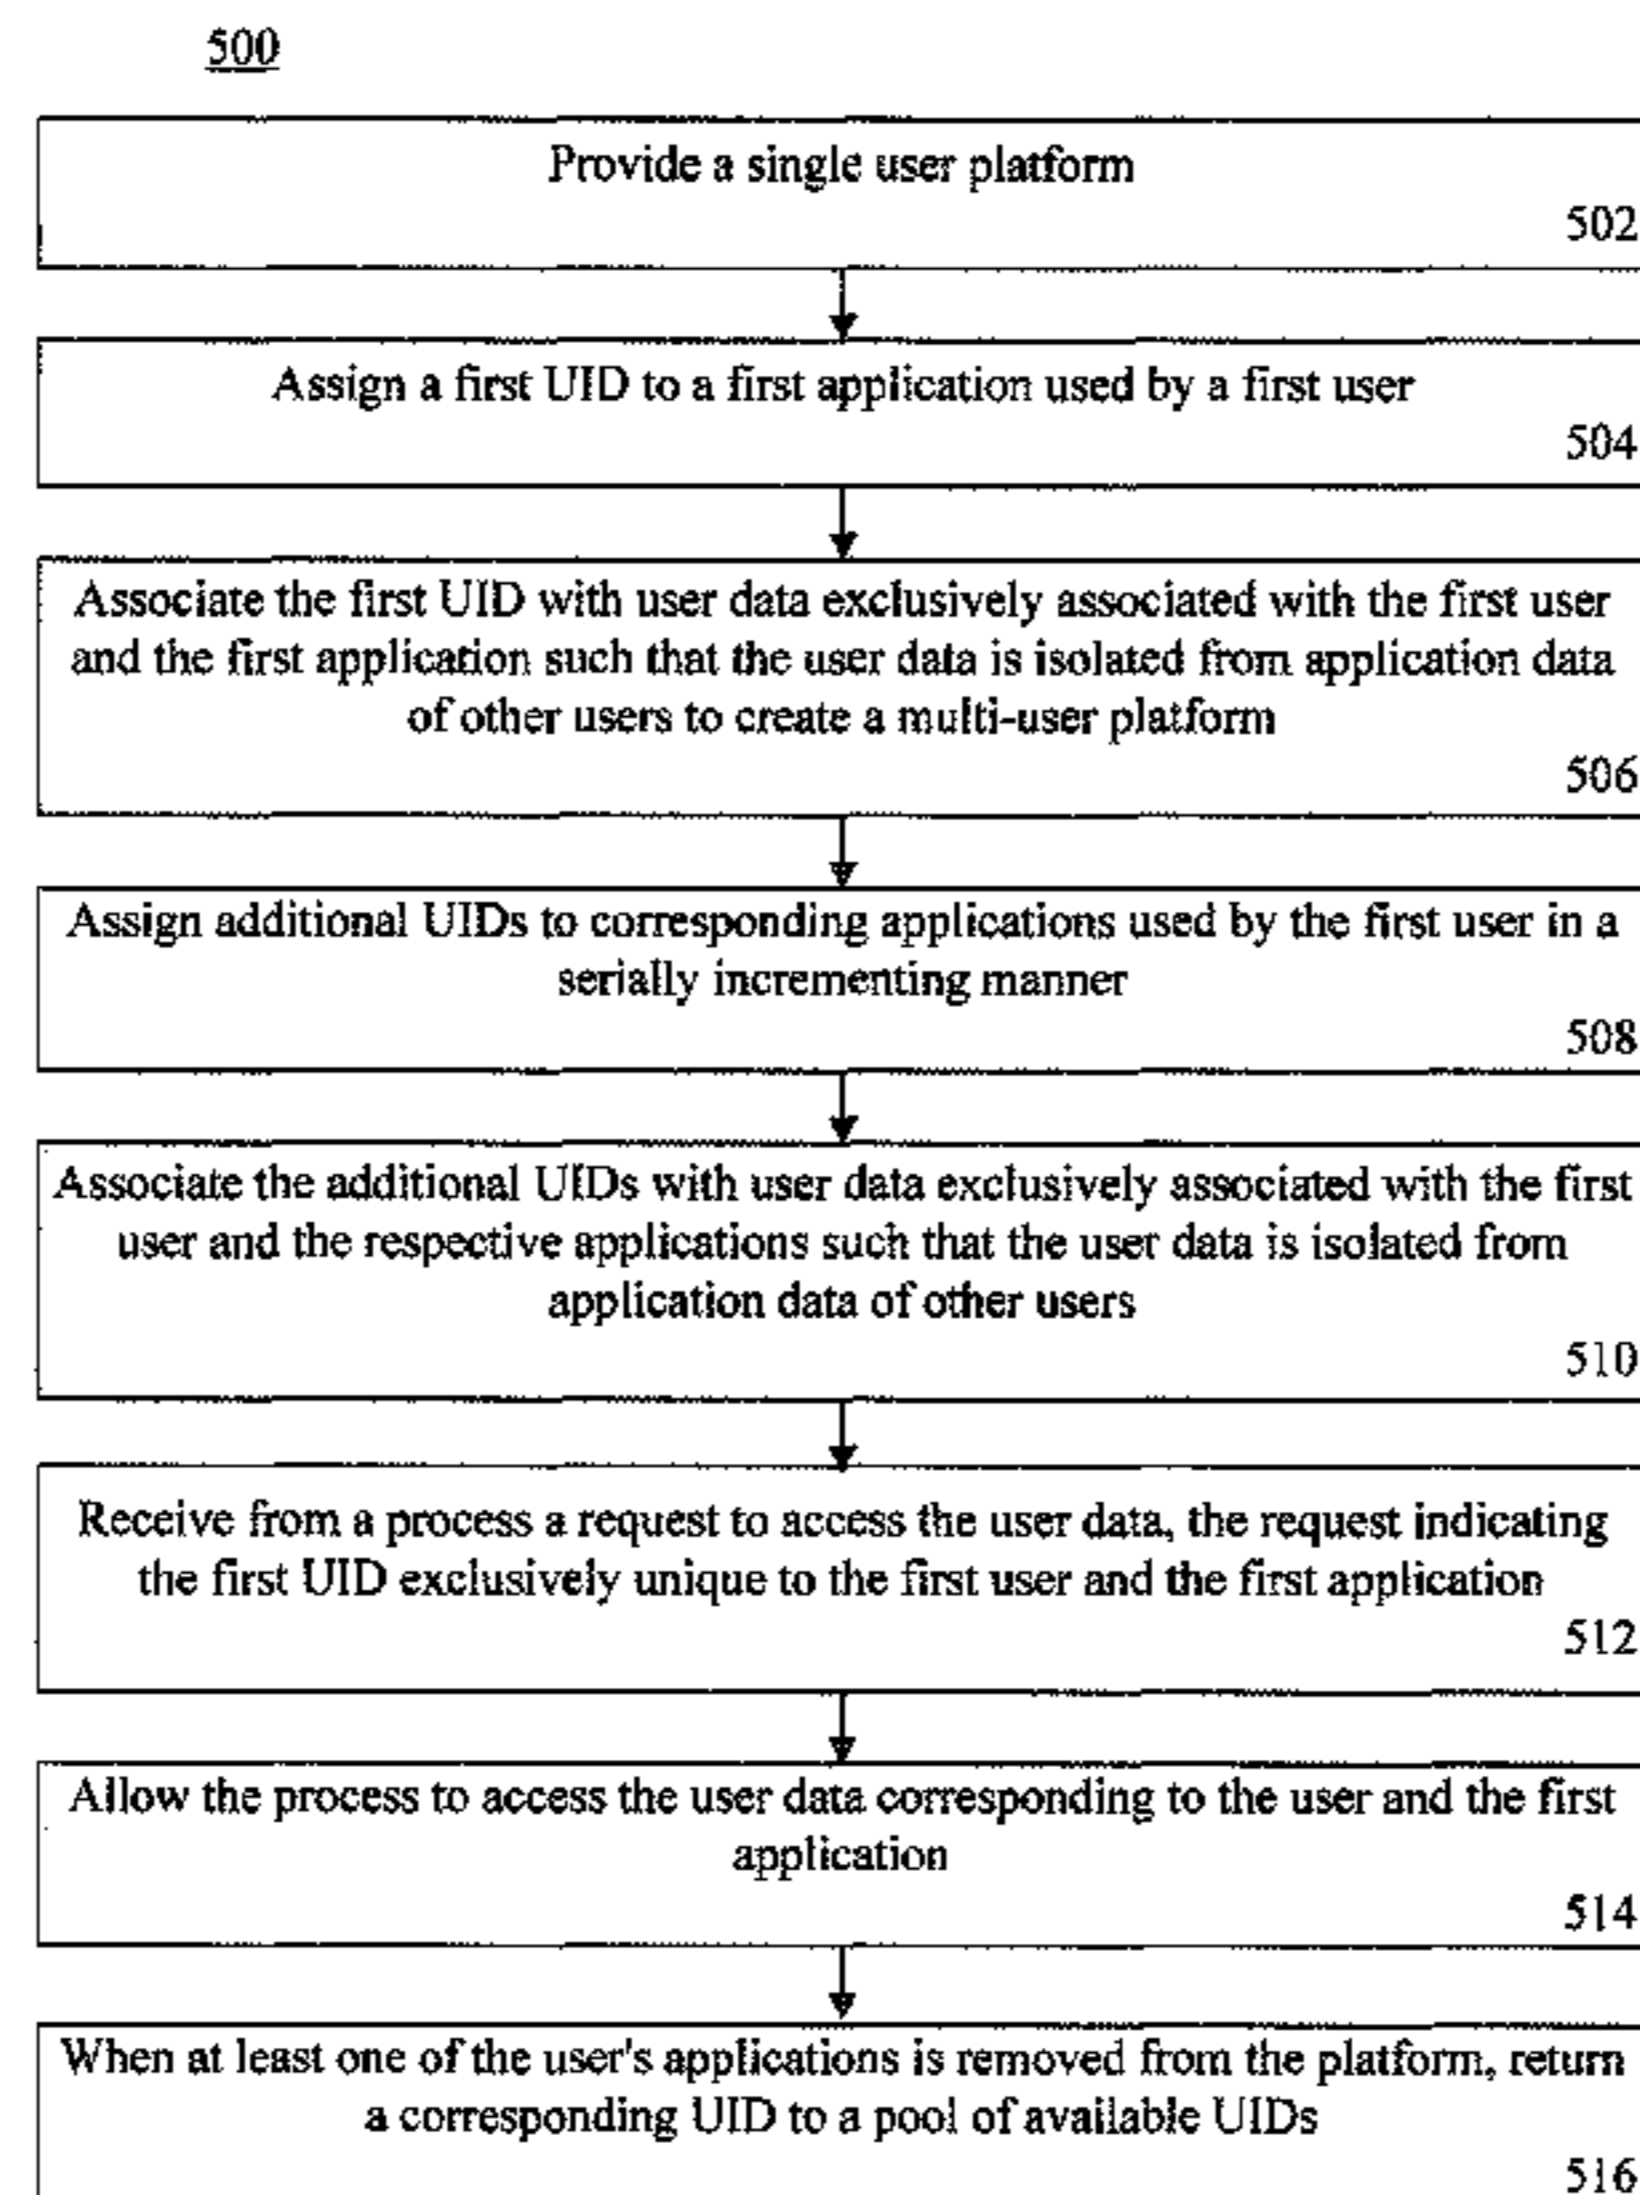 500
Provide a single user platform
502
Assign a first UID to a first application used by a first user
504
Associate the first UID with user data exclusively associated with the first user
and the first application such that the user data is isolated from application data
of other users to create a multi-user platform
506
Assign additional UIDs to corresponding applications used by the first user in a
serially incrementing manner
508
Associate the additional UIDs with user data exclusively associated with the first
user and the respective applications such that the user data is isolated from
application data of other users
510
Receive from a process a request to access the user data, the request indicating
the first UID exclusively unique to the first user and the first application
512
Allow the process to access the user data corresponding to the user and the first
application
514
When at least one of the user's applications is removed from the platform, return
a corresponding UID to a pool of available UIDs
516